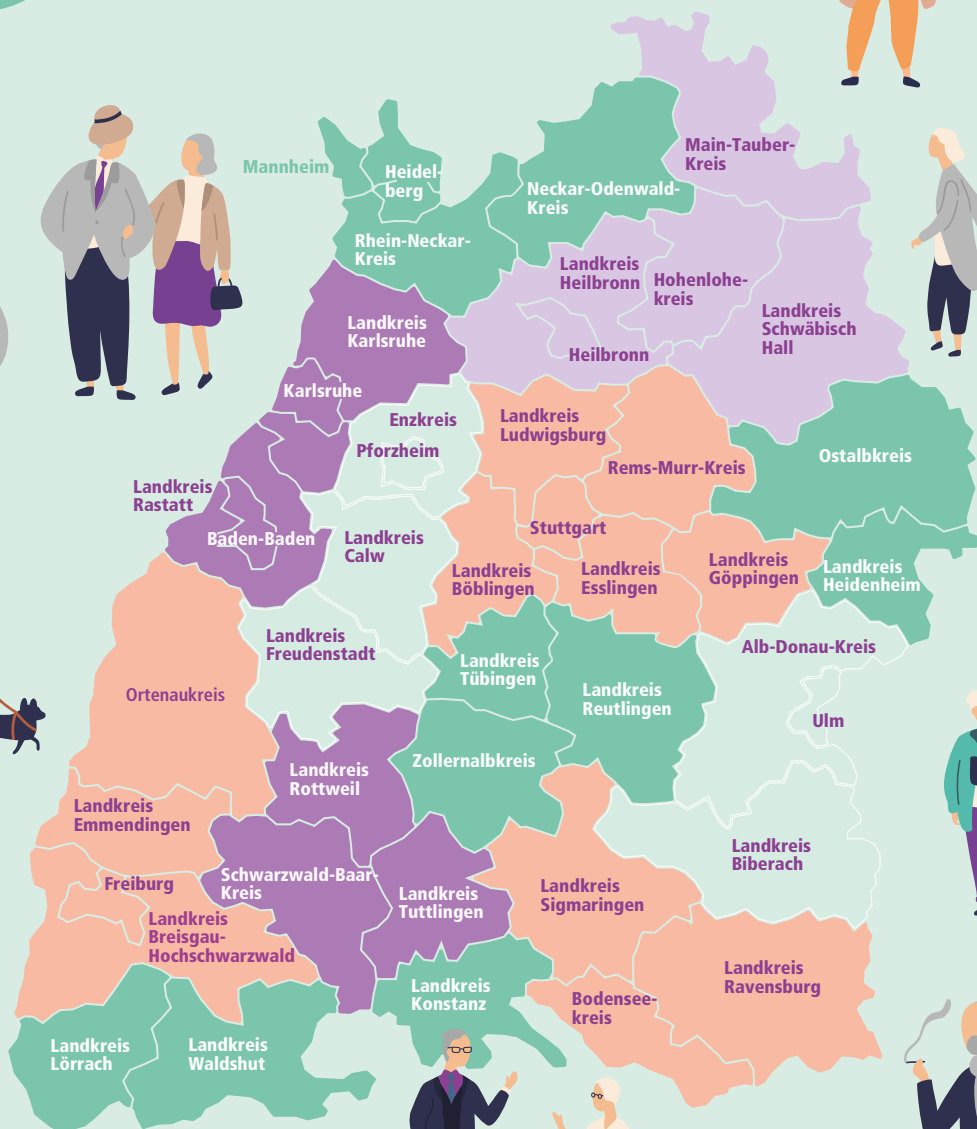 Main-Tauber-
Kreis
Mannheim
Heidel-
berg
Neckar-Odenwald-
Kreis
Rhein-Neckar-
Kreis
Landkreis
Heilbronn
Hohenlohe-
kreis
Landkreis
Schwäbisch
Hall
Landkreis
Karlsruhe
Heilbronn
Karlsruhe
Enzkreis
Landkreis
Ludwigsburg
Pforzheim
Rems-Murr-Kreis
Ostalbkreis
Landkreis
Rastatt
Stuttgart
Baden-Baden
Landkreis
Calw
Landkreis
Böblingen
Landkreis
Esslingen
Landkreis
Göppingen
Landkreis
Heidenheim
Landkreis
Freudenstadt
Alb-Donau-Kreis
Landkreis
Tübingen
Ortenaukreis
Landkreis
Reutlingen
Ulm
Zollernalbkreis
Landkreis
Rottweil
Landkreis
Emmendingen
Landkreis
Biberach
Freiburg
Schwarzwald-Baar-
Kreis
Landkreis
Tuttlingen
Landkreis
Sigmaringen
Landkreis
Breisgau-
Hochschwarzwald
Landkreis
Ravensburg
Landkreis
Konstanz
Bodensee-
kreis
Landkreis
Lörrach
Landkreis
Waldshut